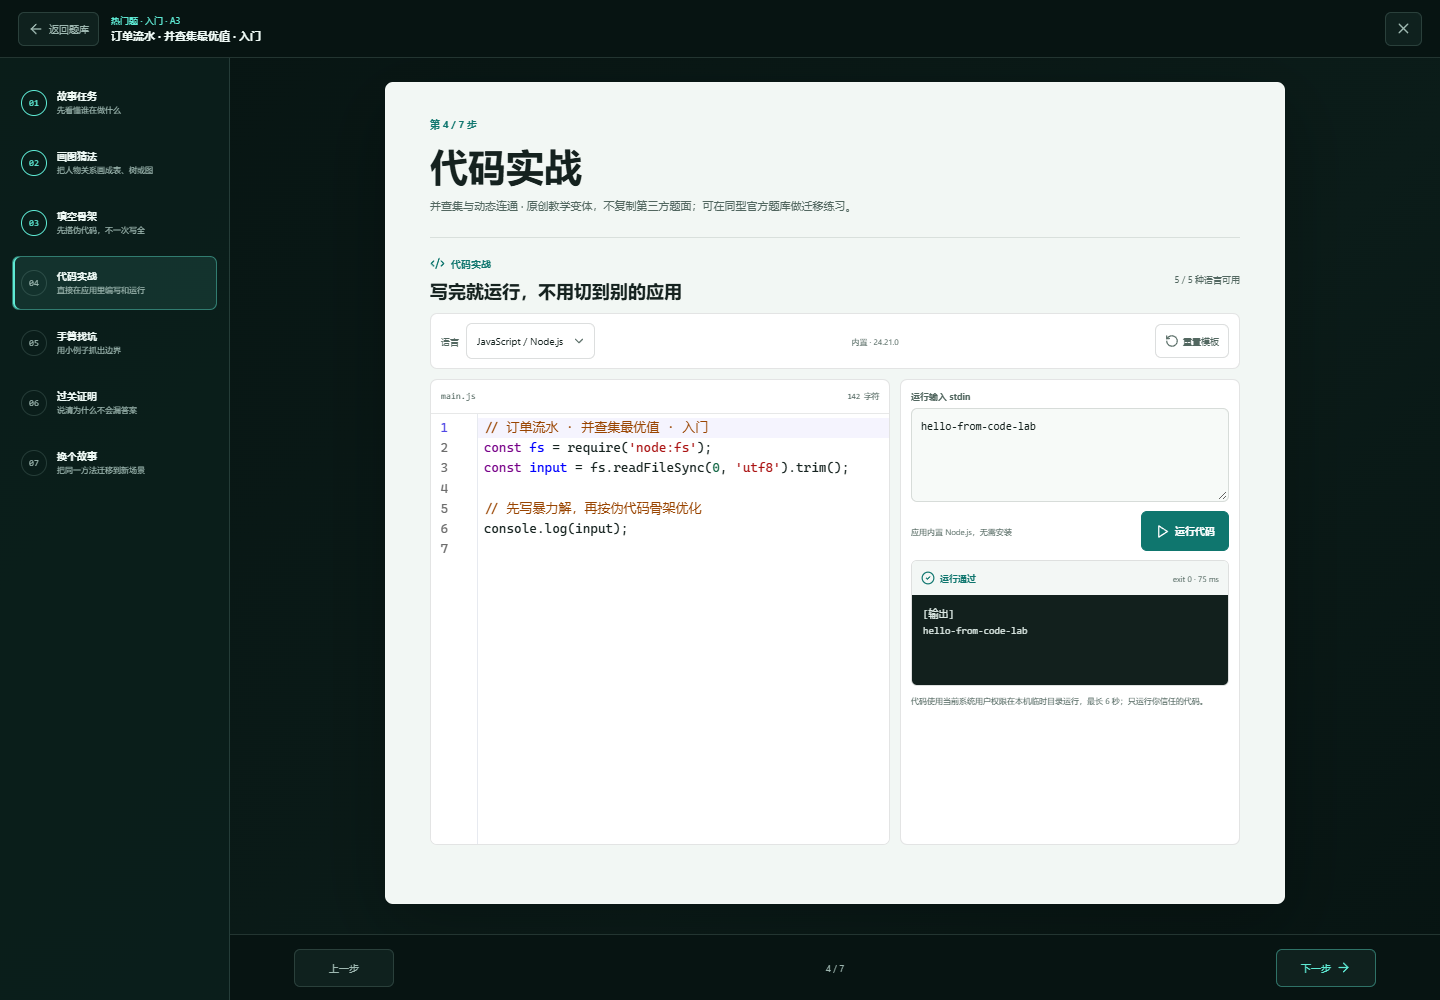 返回题库
热门题 · 入门 · A3
订单流水 · 并查集最优值 · 入门
01
故事任务
先看懂谁在做什么
02
画图猜法
把人物关系画成表、树或图
03
填空骨架
先搭伪代码，不一次写全
04
代码实战
直接在应用里编写和运行
05
手算找坑
用小例子抓出边界
06
过关证明
说清为什么不会漏答案
07
换个故事
把同一方法迁移到新场景
第 4 / 7 步
代码实战
并查集与动态连通 · 原创教学变体，不复制第三方题面；可在同型官方题库做迁移练习。
</> 代码实战
写完就运行，不用切到别的应用
5 / 5 种语言可用
语言
JavaScript / Node.js
内置 · 24.21.0
重置模板
main.js
142 字符
1 // 订单流水 · 并查集最优值 · 入门
2 const fs = require('node:fs');
3 const input = fs.readFileSync(0, 'utf8').trim();
4
5 // 先写暴力解，再按伪代码骨架优化
6 console.log(input);
7
运行输入 stdin
hello-from-code-lab
应用内置 Node.js，无需安装
运行代码
运行通过
exit 0 · 75 ms
[输出]
hello-from-code-lab
代码使用当前系统用户权限在本机临时目录运行，最长 6 秒；只运行你信任的代码。
上一步
4 / 7
下一步